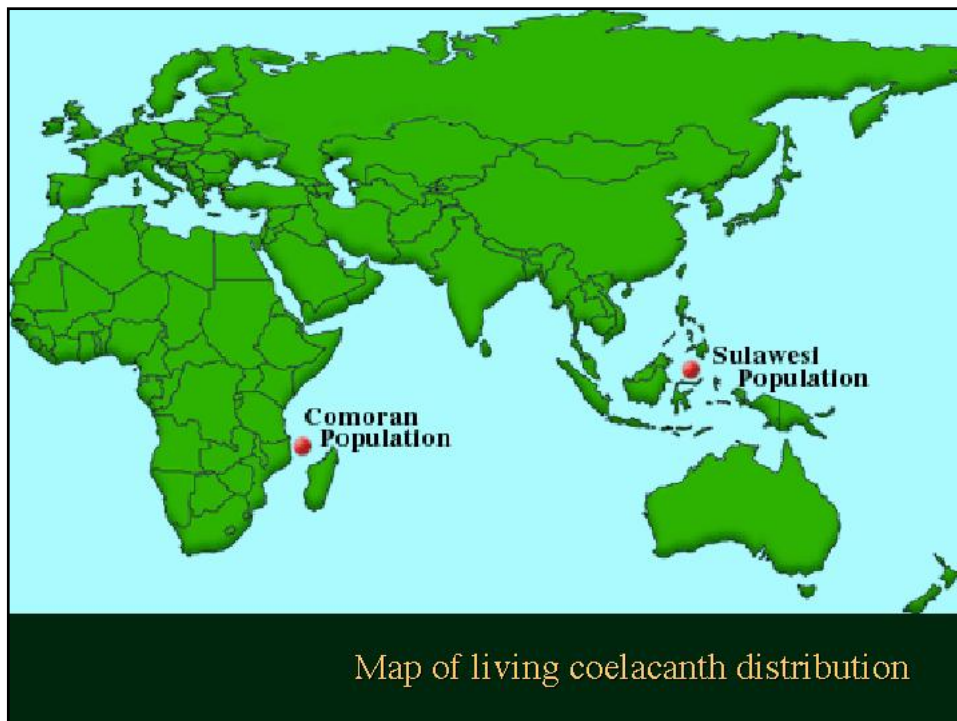 Sulawesi
Population
Comoran
Population
Map of living coelacanth distribution